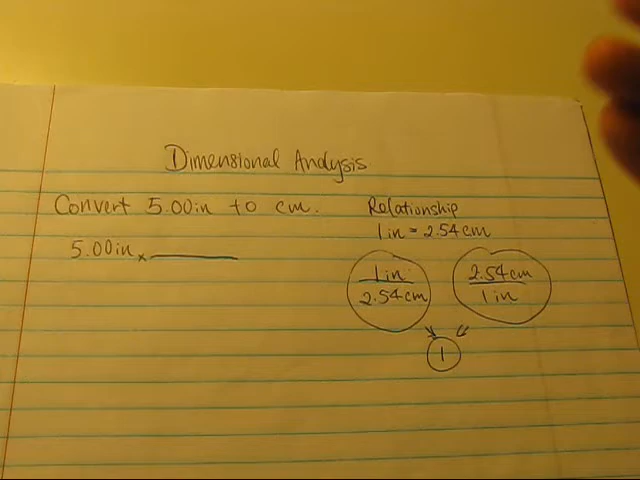 Dimensional Analysis
Convert 5.00in to cm.
5.00in ×
Relationship
1in = 2.54cm
1in
2.54cm
2.54cm
1in
1